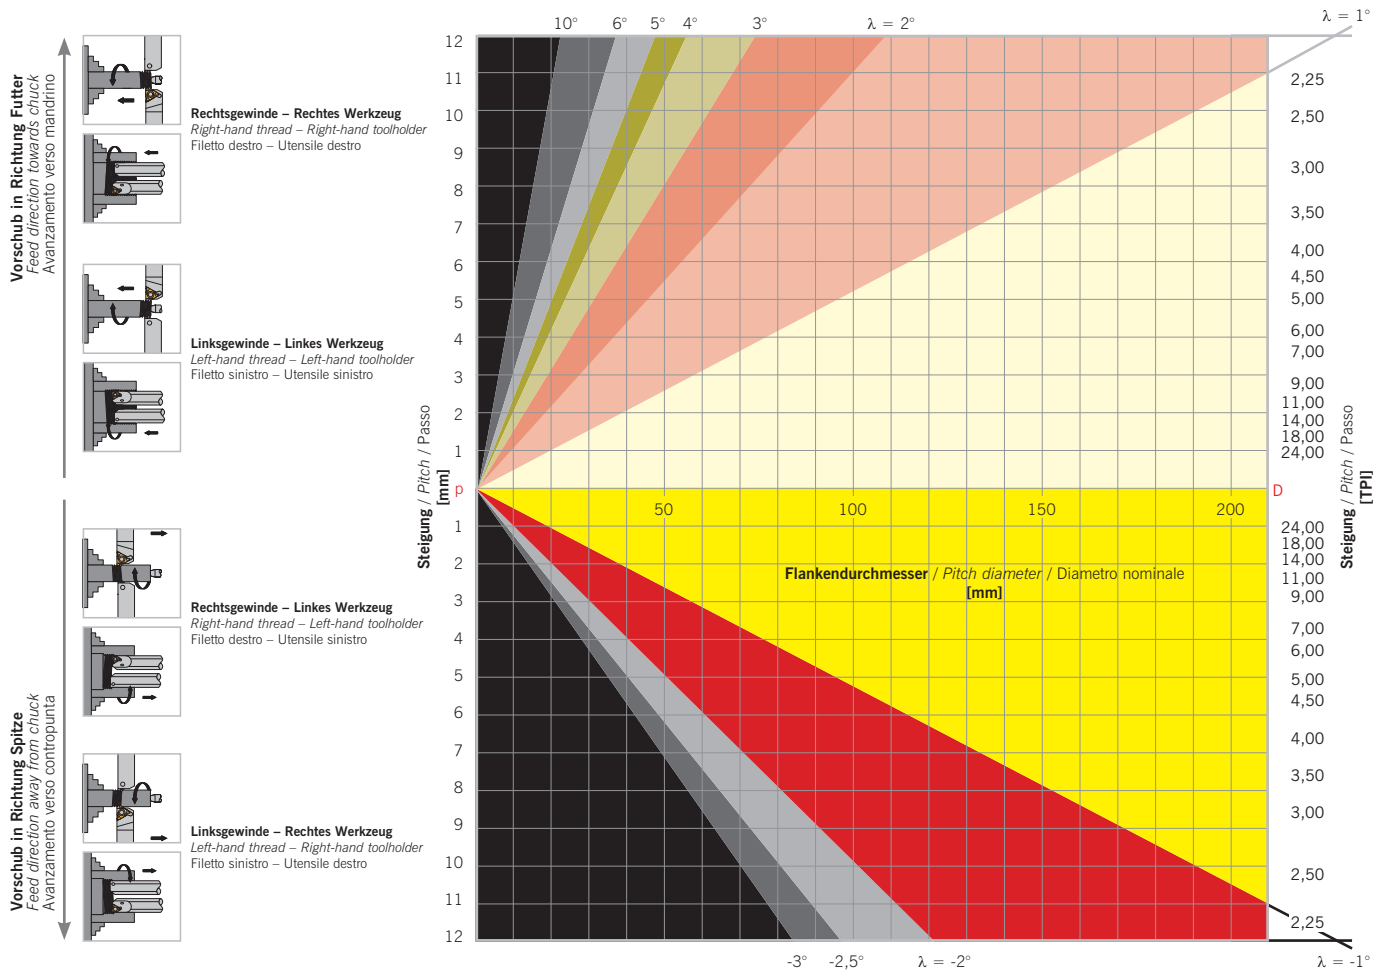 10°
6°
5°
4°
3°
λ = 2°
λ = 1°
Vorschub in Richtung Futter
Feed direction towards chuck
Avanzamento verso mandrino
Rechtsgewinde – Rechtes Werkzeug
Right-hand thread – Right-hand toolholder
Filetto destro – Utensile destro
Linksgewinde – Linkes Werkzeug
Left-hand thread – Left-hand toolholder
Filetto sinistro – Utensile sinistro
Vorschub in Richtung Spitze
Feed direction away from chuck
Avanzamento verso contropunta
Rechtsgewinde – Linkes Werkzeug
Right-hand thread – Left-hand toolholder
Filetto destro – Utensile sinistro
Linksgewinde – Rechtes Werkzeug
Left-hand thread – Right-hand toolholder
Filetto sinistro – Utensile destro
Steigung / Pitch / Passo
[mm]
12
11
10
9
8
7
6
5
4
3
2
1
p
1
2
3
4
5
6
7
8
9
10
11
12
50
100
150
200
D
Flankendurchmesser / Pitch diameter / Diametro nominale
[mm]
2,25
2,50
3,00
3,50
4,00
4,50
5,00
6,00
7,00
9,00
11,00
14,00
18,00
24,00
24,00
18,00
14,00
11,00
9,00
7,00
6,00
5,00
4,50
4,00
3,50
3,00
2,50
2,25
Steigung / Pitch / Passo
[TPI]
-3°
-2,5°
λ = -2°
λ = -1°